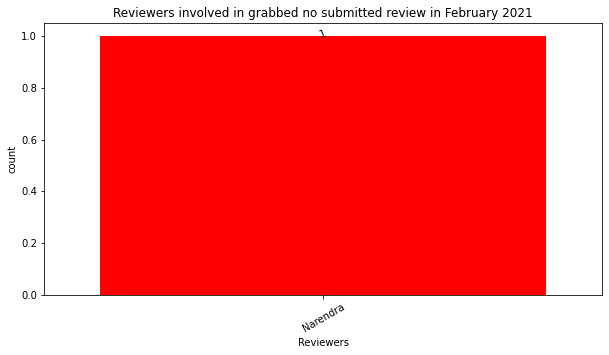 Reviewers involved in grabbed no submitted review in February 2021
1
count
1.0
0.8
0.6
0.4
0.2
0.0
Narendra
Reviewers